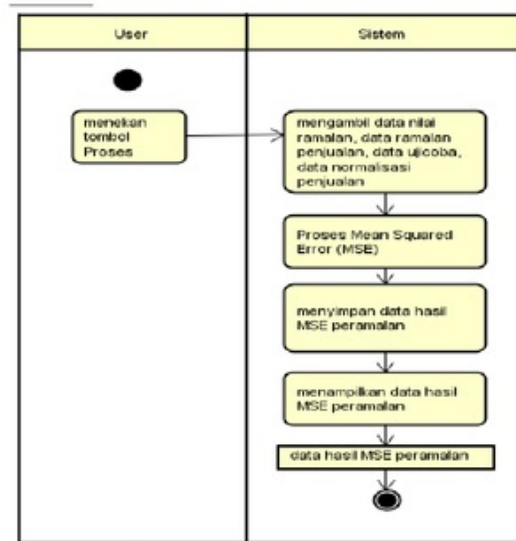 User
Sistem
menekan
tombol
Proses
mengambil data nilai
ramalan, data ramalan
penjualan, data ujicoba,
data normalisasi
penjualan
Proses Mean Squared
Error (MSE)
menyimpan data hasil
MSE peramalan
menampilkan data hasil
MSE peramalan
data hasil MSE peramalan